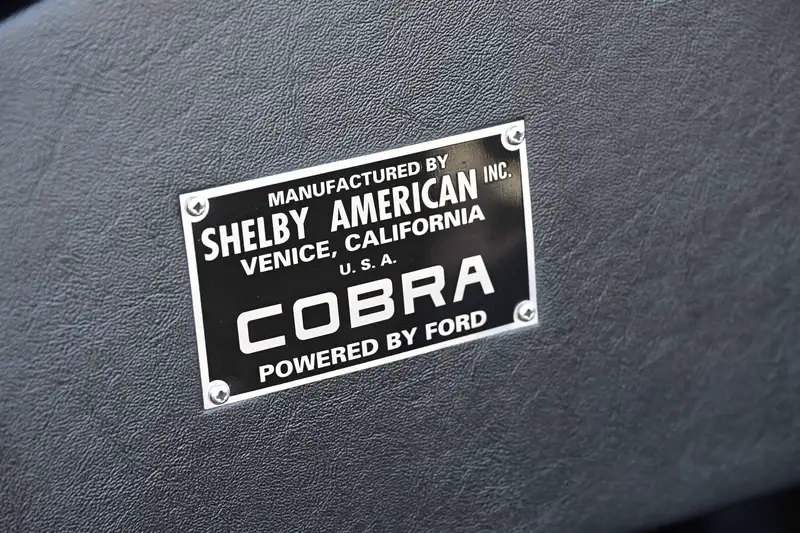 MANUFACTURED BY
SHELBY AMERICAN INC.
VENICE, CALIFORNIA
U. S. A.
COBRA
POWERED BY FORD